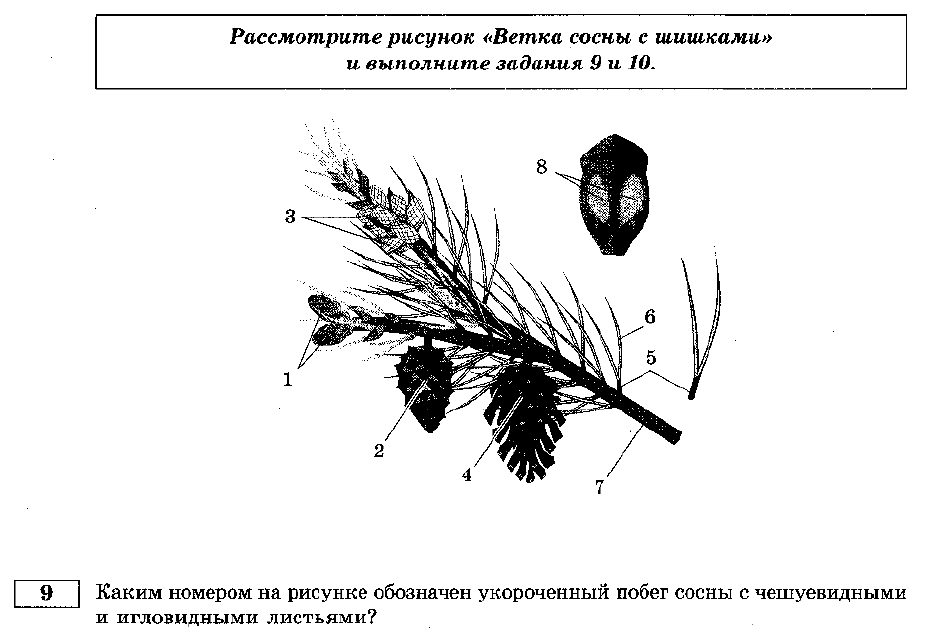 Рассмотрите рисунок «Ветка сосны с шишками»
и выполните задания 9 и 10.
8
3
6
5
1
2
4
7
9 Каким номером на рисунке обозначен укороченный побег сосны с чешуевидными
и игловидными листьями?